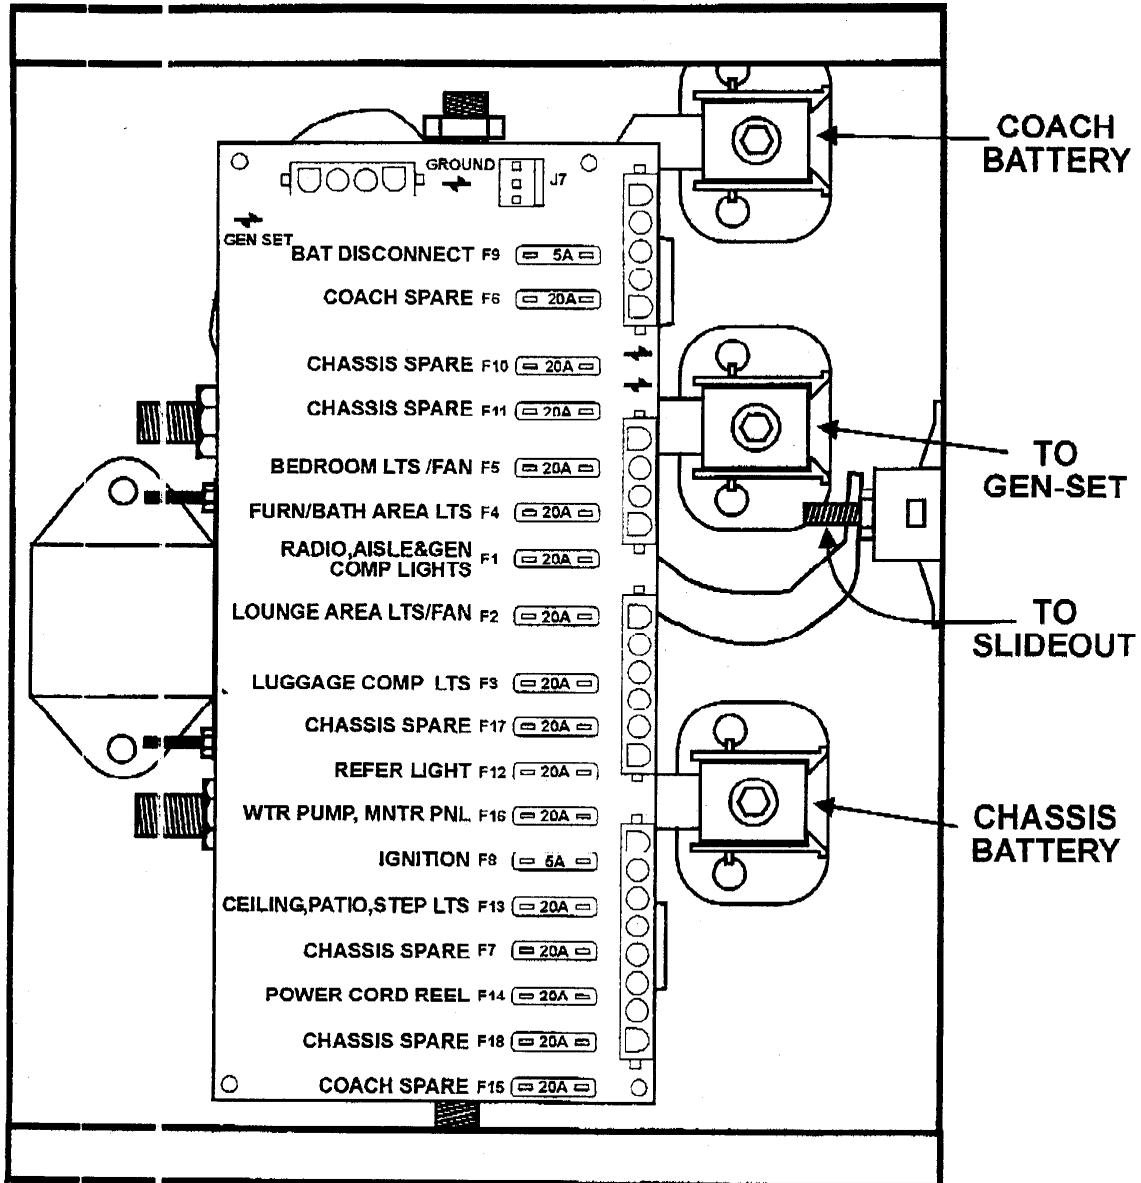 COACH
BATTERY
GROUND
J7
GEN SET
BAT DISCONNECT F9 5A
COACH SPARE F6 20A
CHASSIS SPARE F10 20A
CHASSIS SPARE F11 20A
TO
GEN-SET
BEDROOM LTS /FAN F5 20A
FURN/BATH AREA LTS F4 20A
RADIO,AISLE&GEN
COMP LIGHTS F1 20A
LOUNGE AREA LTS/FAN F2 20A
TO
SLIDEOUT
LUGGAGE COMP LTS F3 20A
CHASSIS SPARE F17 20A
REFER LIGHT F12 20A
WTR PUMP, MNTR PNL F16 20A
CHASSIS
BATTERY
IGNITION F8 5A
CEILING,PATIO,STEP LTS F13 20A
CHASSIS SPARE F7 20A
POWER CORD REEL F14 20A
CHASSIS SPARE F18 20A
COACH SPARE F15 20A